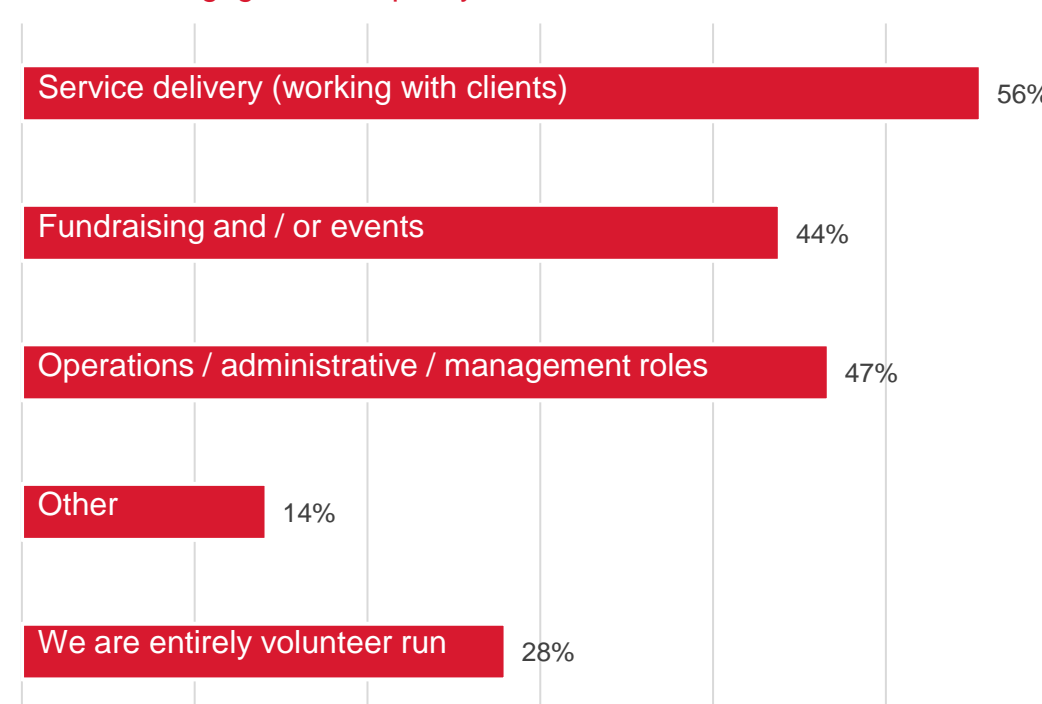 Service delivery (working with clients)
56%
Fundraising and / or events
44%
Operations / administrative / management roles
47%
Other
14%
We are entirely volunteer run
28%